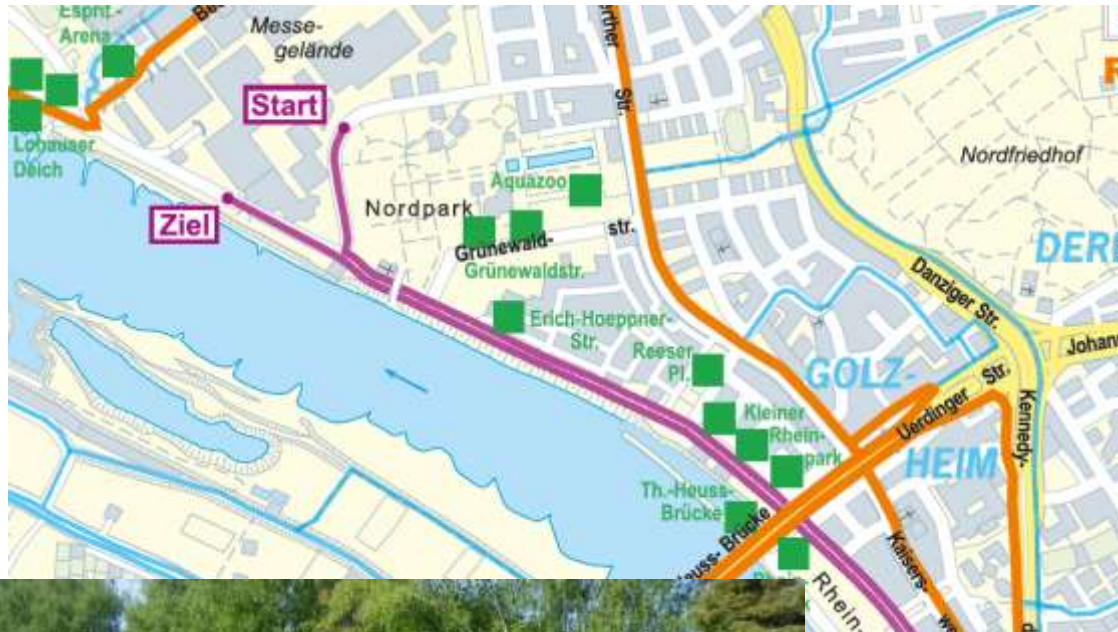 Esprit-
Arena
Messe-
gelände
Start
Lohauser
Deich
Ziel
Nordpark
Aquazoo
Grünewald-
str.
Grünewaldstr.
Erich-Hoeppner-
Str.
Reeser
Pl.
Kleiner
Rhein-
park
Th.-Heuss-
Brücke
Brücke
Str.
Nordfriedhof
Danziger Str.
GOLZ-
HEIM
Uerdinger Str.
Kennedy-
Kaisers-
Rhein-